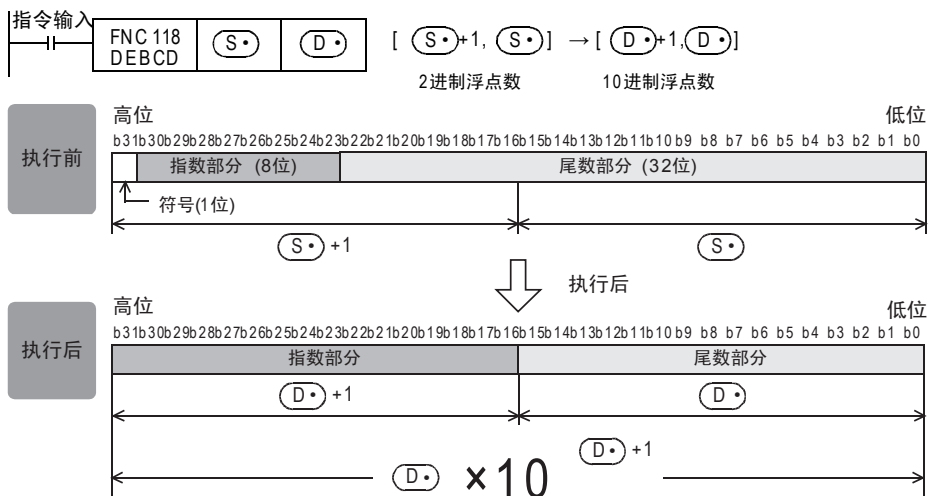 指令输入
FNC 118 DEBCD S• D• [ S•+1, S• ] →[ D•+1, D• ]
2进制浮点数 10进制浮点数
高位 低位
执行前
b31b30b29b28b27b26b25b24b23b22b21b20b19b18b17b16b15b14b13b12b11b10b9 b8 b7 b6 b5 b4 b3 b2 b1 b0
指数部分 (8位) 尾数部分 (32位)
符号(1位)
S• +1 S•
执行后
高位 低位
执行后
b31b30b29b28b27b26b25b24b23b22b21b20b19b18b17b16b15b14b13b12b11b10b9 b8 b7 b6 b5 b4 b3 b2 b1 b0
指数部分 尾数部分
D• +1 D•
D• ×10 D• +1